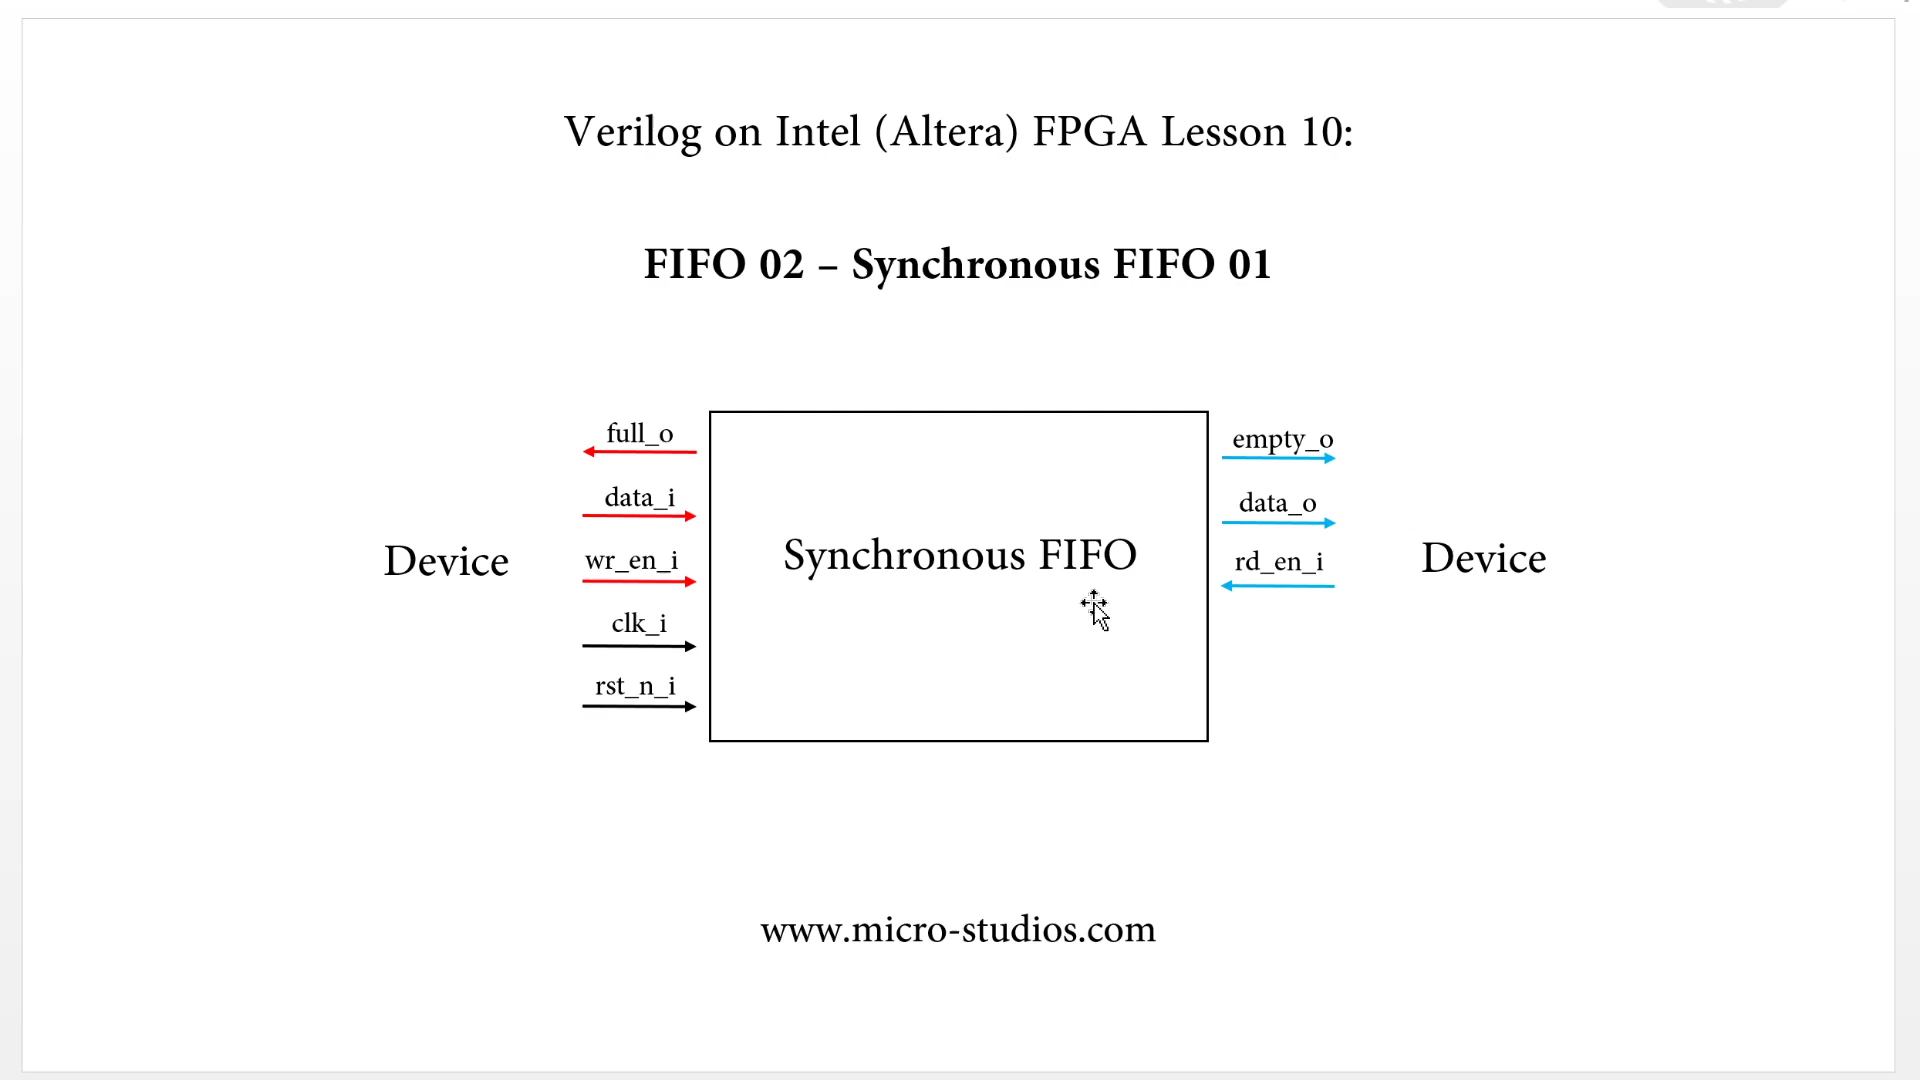 Verilog on Intel (Altera) FPGA Lesson 10:
FIFO 02 – Synchronous FIFO 01
full_o
data_i
wr_en_i
clk_i
rst_n_i
Device
Synchronous FIFO
empty_o
data_o
rd_en_i
Device
www.micro-studios.com